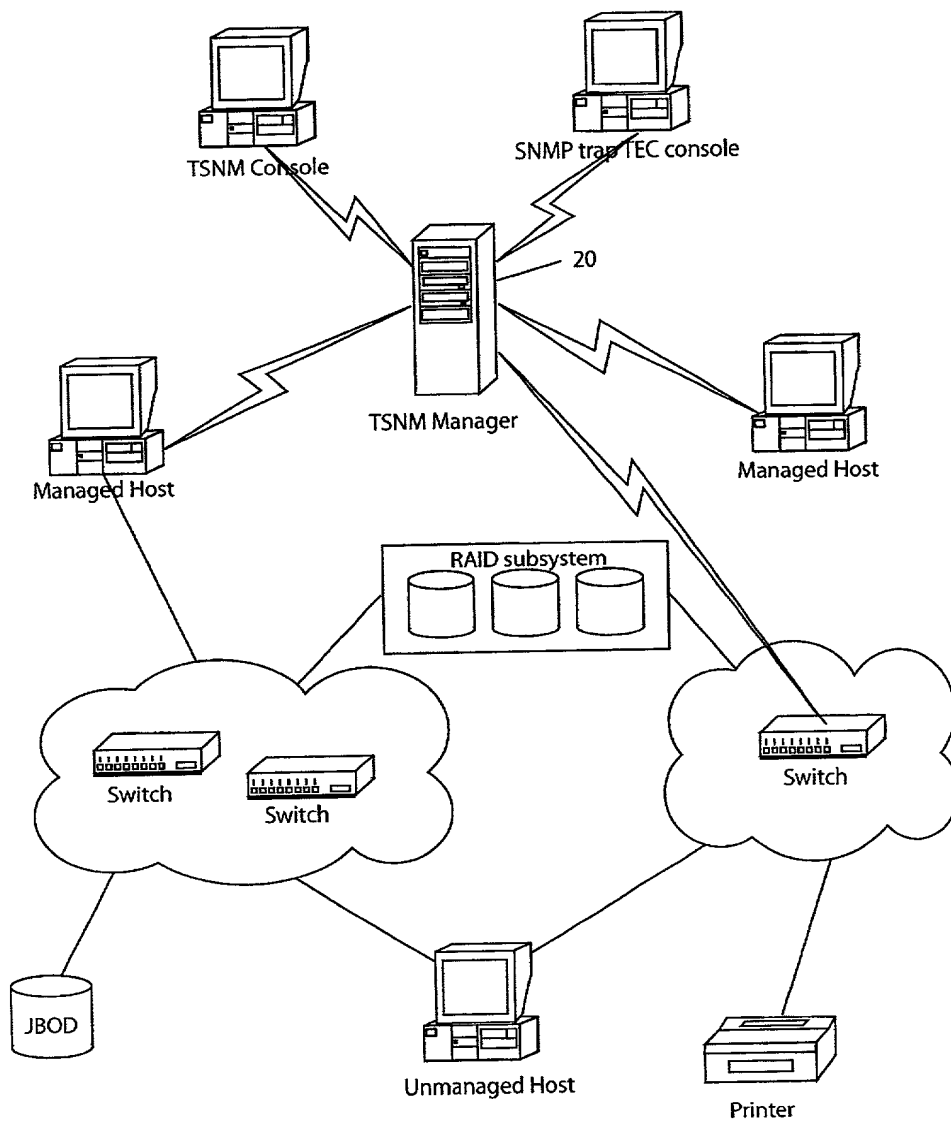 TSNM Console
SNMP trap TEC console
20
TSNM Manager
Managed Host
Managed Host
RAID subsystem
Switch
Switch
Switch
JBOD
Unmanaged Host
Printer